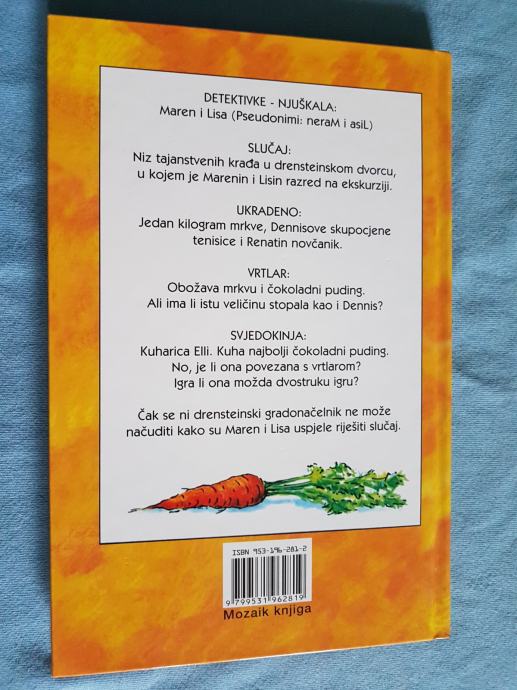 DETEKTIVKE - NJUŠKALA:
Maren i Lisa (Pseudonimi: neraM i asiL)
SLUČAJ:
Niz tajanstvenih krađa u drensteinskom dvorcu,
u kojem je Marenin i Lisin razred na ekskurziji.
UKRADENO:
Jedan kilogram mrkve, Dennisove skupocjene
tenisice i Renatin novčanik.
VRTLAR:
Obožava mrkvu i čokoladni puding.
Ali ima li istu veličinu stopala kao i Dennis?
SVJEDOKINJA:
Kuharica Elli. Kuha najbolji čokoladni puding.
No, je li ona povezana s vrtlarom?
Igra li ona možda dvostruku igru?
Čak se ni drensteinski gradonačelnik ne može
načuditi kako su Maren i Lisa uspjele riješiti slučaj.
ISBN 953-196-281-2
9 799531 962819
Mozaik knjiga